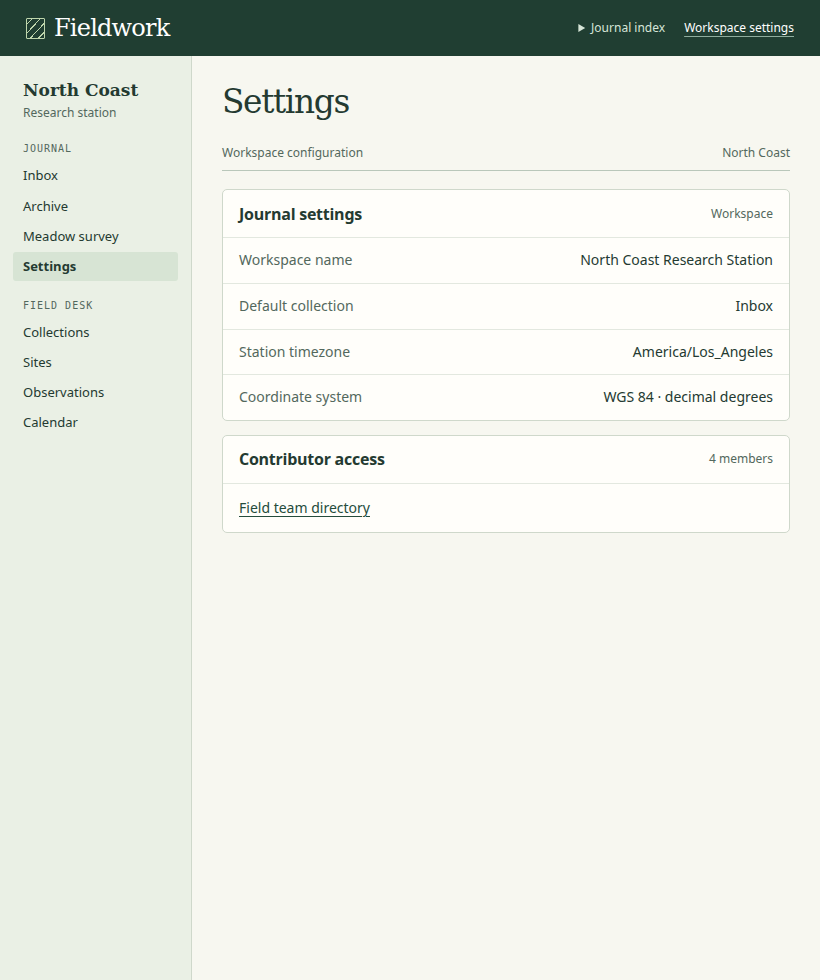 Fieldwork
Journal index
Workspace settings
North Coast
Research station
JOURNAL
Inbox
Archive
Meadow survey
Settings
FIELD DESK
Collections
Sites
Observations
Calendar
Settings
Workspace configuration
North Coast
Journal settings
Workspace
Workspace name
North Coast Research Station
Default collection
Inbox
Station timezone
America/Los_Angeles
Coordinate system
WGS 84 · decimal degrees
Contributor access
4 members
Field team directory